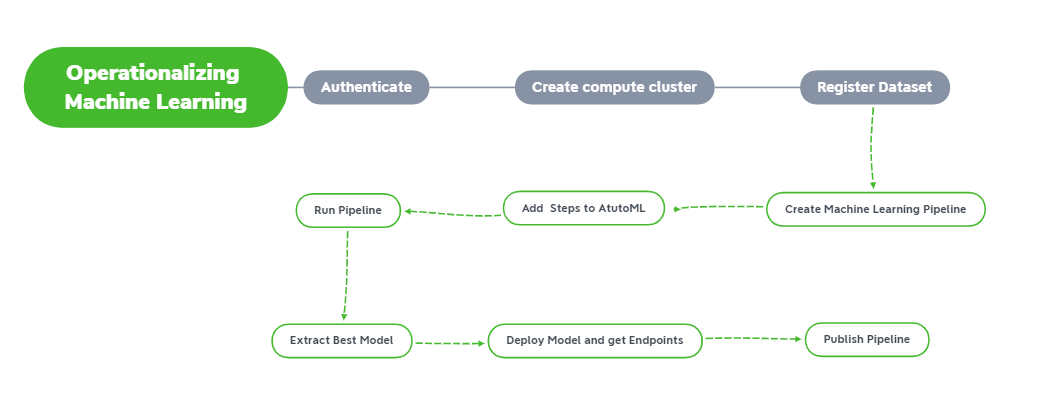 Operationalizing
Machine Learning
Authenticate
Create compute cluster
Register Dataset
Run Pipeline
Add  Steps to AtutoML
Create Machine Learning Pipeline
Extract Best Model
Deploy Model and get Endpoints
Publish Pipeline